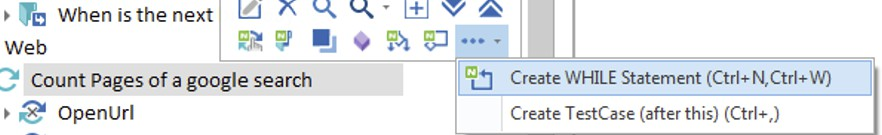 When is the next
Web
Count Pages of a google search
Create WHILE Statement (Ctrl+N,Ctrl+W)
OpenUrl
Create TestCase (after this) (Ctrl+,)